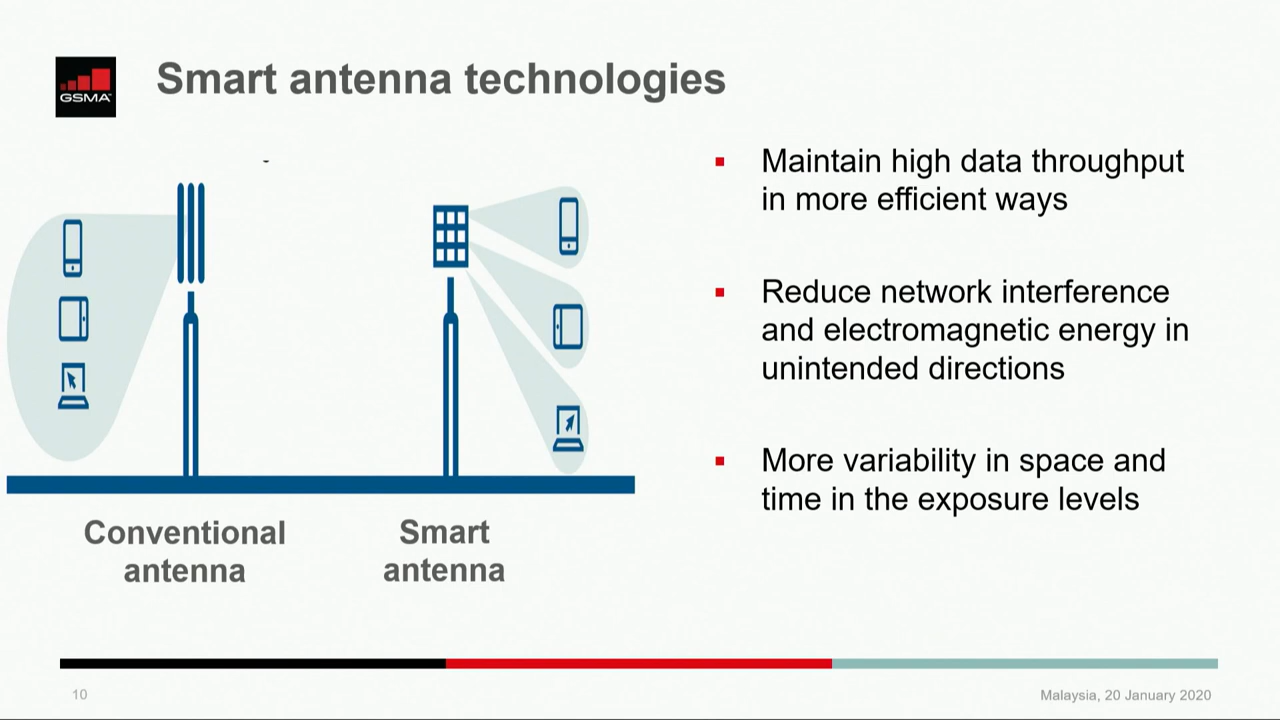 GSMA
Smart antenna technologies
Maintain high data throughput
in more efficient ways
Reduce network interference
and electromagnetic energy in
unintended directions
More variability in space and
time in the exposure levels
Conventional
antenna
Smart
antenna
10
Malaysia, 20 January 2020